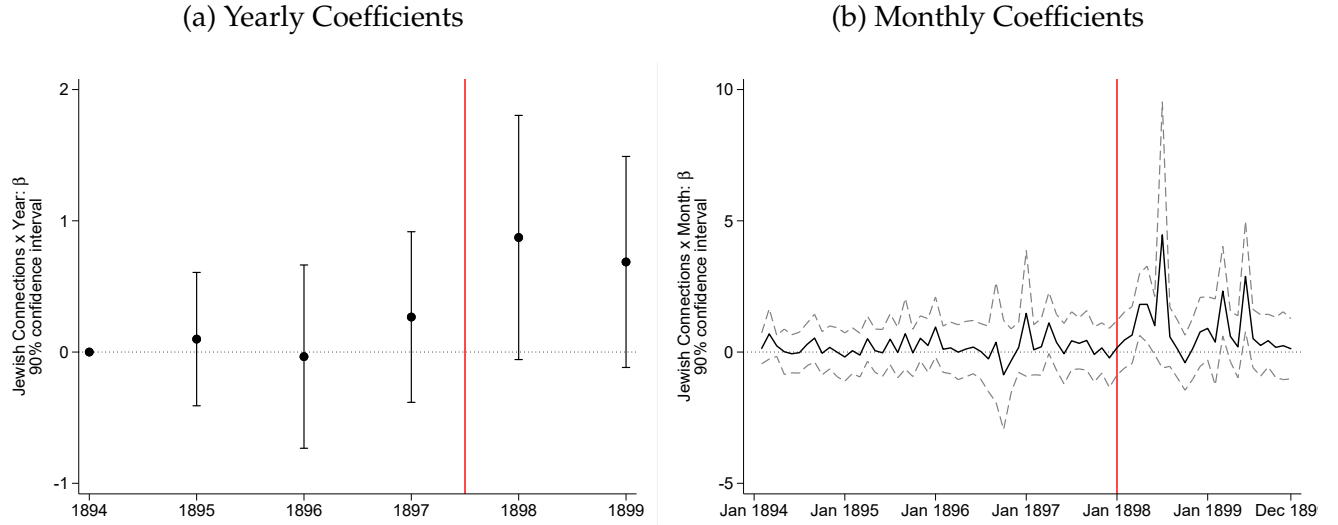 (a) Yearly Coefficients
Jewish Connections x Year: β
90% confidence interval
2
1
0
-1
1894 1895 1896 1897 1898 1899
(b) Monthly Coefficients
Jewish Connections x Month: β
90% confidence interval
10
5
0
-5
Jan 1894 Jan 1895 Jan 1896 Jan 1897 Jan 1898 Jan 1899 Dec 1899